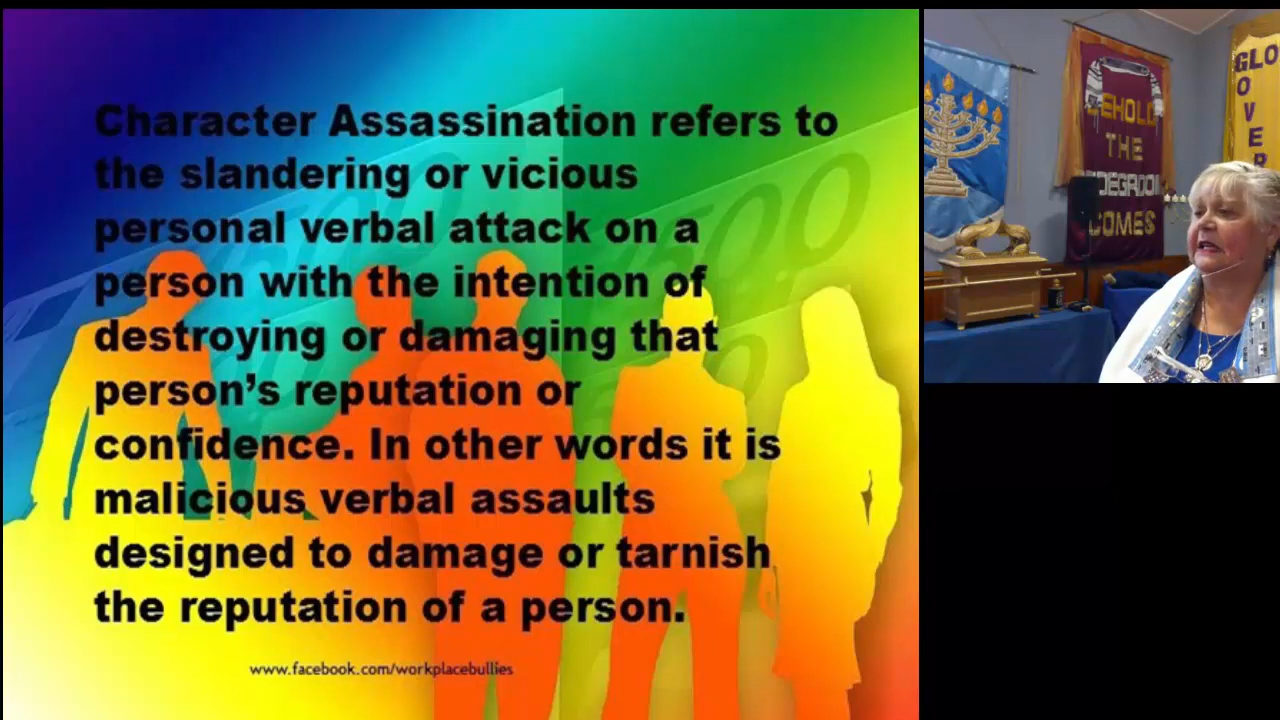 Character Assassination refers to
the slandering or vicious
personal verbal attack on a
person with the intention of
destroying or damaging that
person's reputation or
confidence. In other words it is
malicious verbal assaults
designed to damage or tarnish
the reputation of a person.
www.facebook.com/workplacebullies
THE
COMES
GLO
OVER